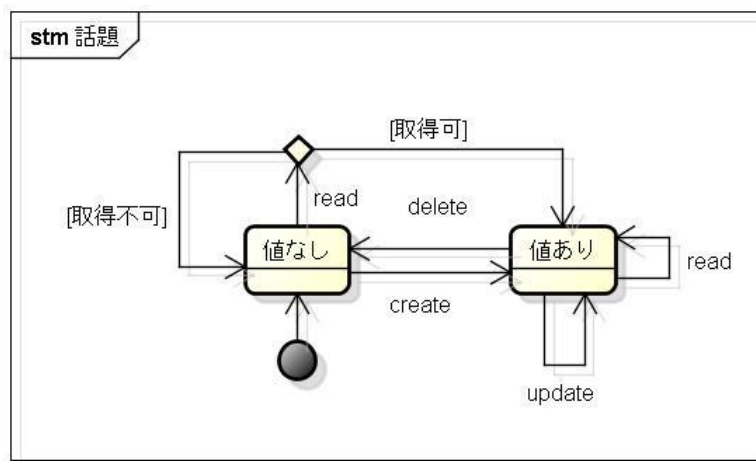 stm 話題
[取得可]
[取得不可]
read
delete
値なし
値あり
read
create
update